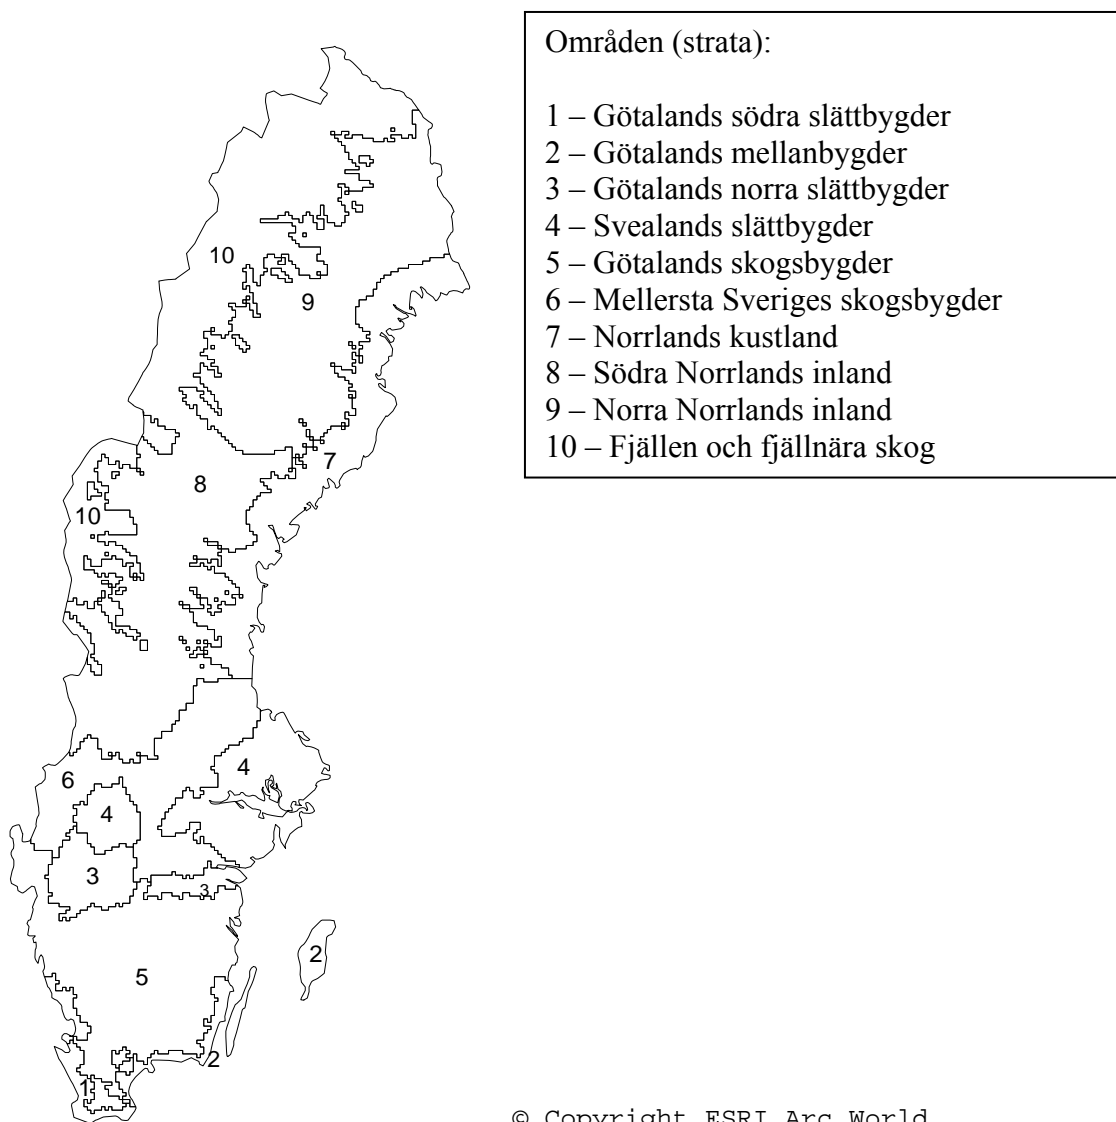 Områden (strata):
1 – Götalands södra slättbygder
2 – Götalands mellanbygder
3 – Götalands norra slättbygder
4 – Svealands slättbygder
5 – Götalands skogsbygder
6 – Mellersta Sveriges skogsbygder
7 – Norrlands kustland
8 – Södra Norrlands inland
9 – Norra Norrlands inland
10 – Fjällen och fjällnära skog
10
9
7
8
10
4
6
4
3
3
2
5
2
1
© Copyright ESRI Arc World